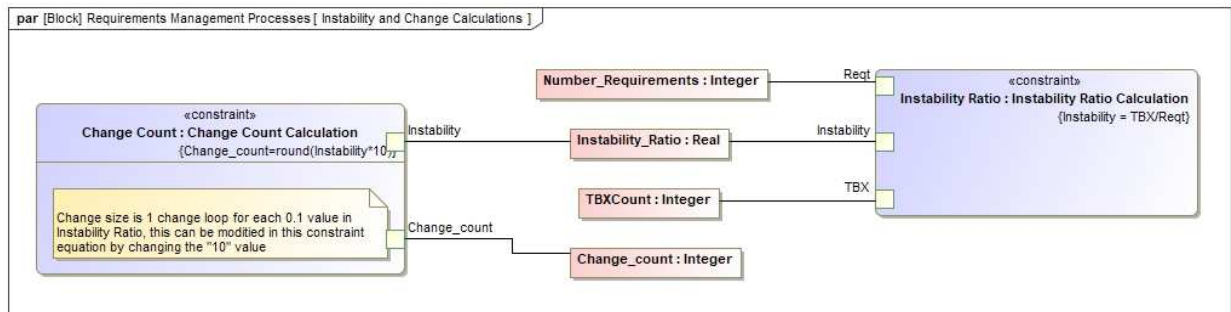 par [Block] Requirements Management Processes [ Instability and Change Calculations ]
Number_Requirements : Integer
Reqt
«constraint»
Instability Ratio : Instability Ratio Calculation
{Instability = TBX/Reqt}
«constraint»
Change Count : Change Count Calculation
{Change_count=round(Instability*10)}
Instability
Instability_Ratio : Real
Instability
TBXCount : Integer
TBX
Change size is 1 change loop for each 0.1 value in
Instability Ratio, this can be moditied in this constraint
equation by changing the "10" value
Change_count
Change_count : Integer